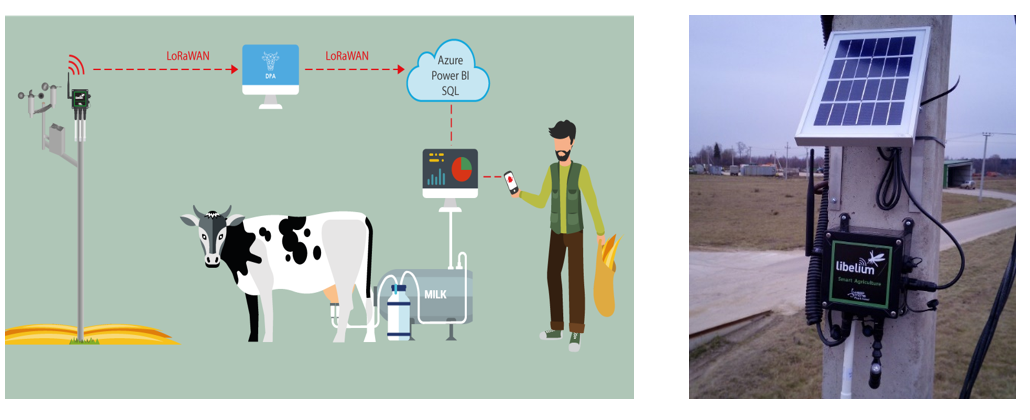 LoRaWAN
LoRaWAN
DFA
Azure
Power BI
SQL
MILK
libelium
Smart Agriculture